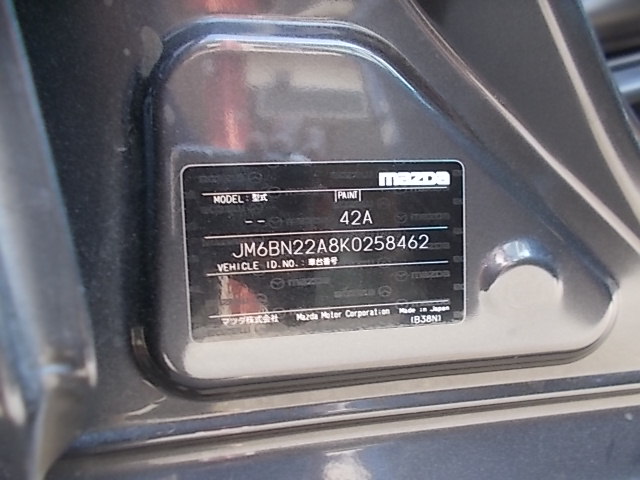 mazda
MODEL:型式 PAINT
-- 42A
JM6BN22A8K0258462
VEHICLE ID.NO.:車台番号
マツダ株式会社 Mazda Motor Corporation Made in Japan
(B38N)